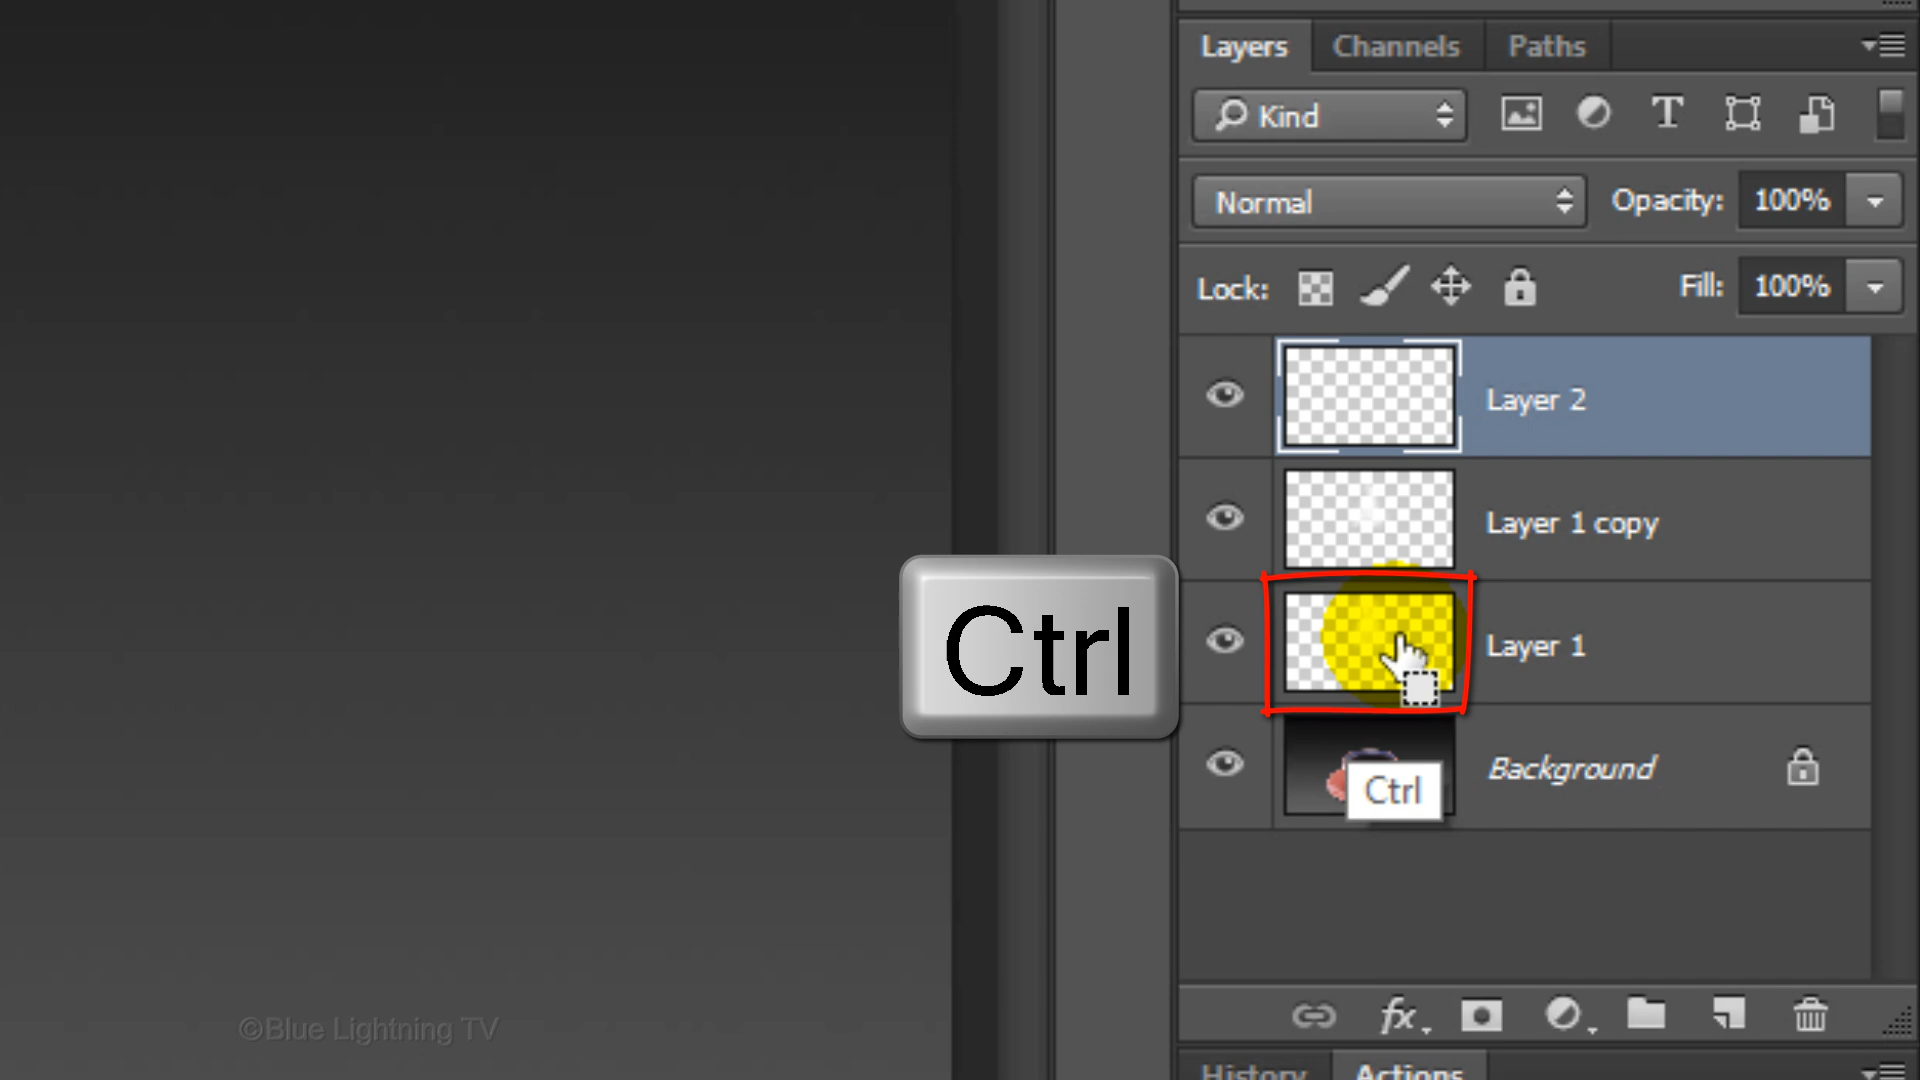 Layers Channels Paths
Kind T
Normal Opacity: 100%
Lock: Fill: 100%
Layer 2
Layer 1 copy
Ctrl
Layer 1
Background
Ctrl
fx
©Blue Lightning TV
History Actions